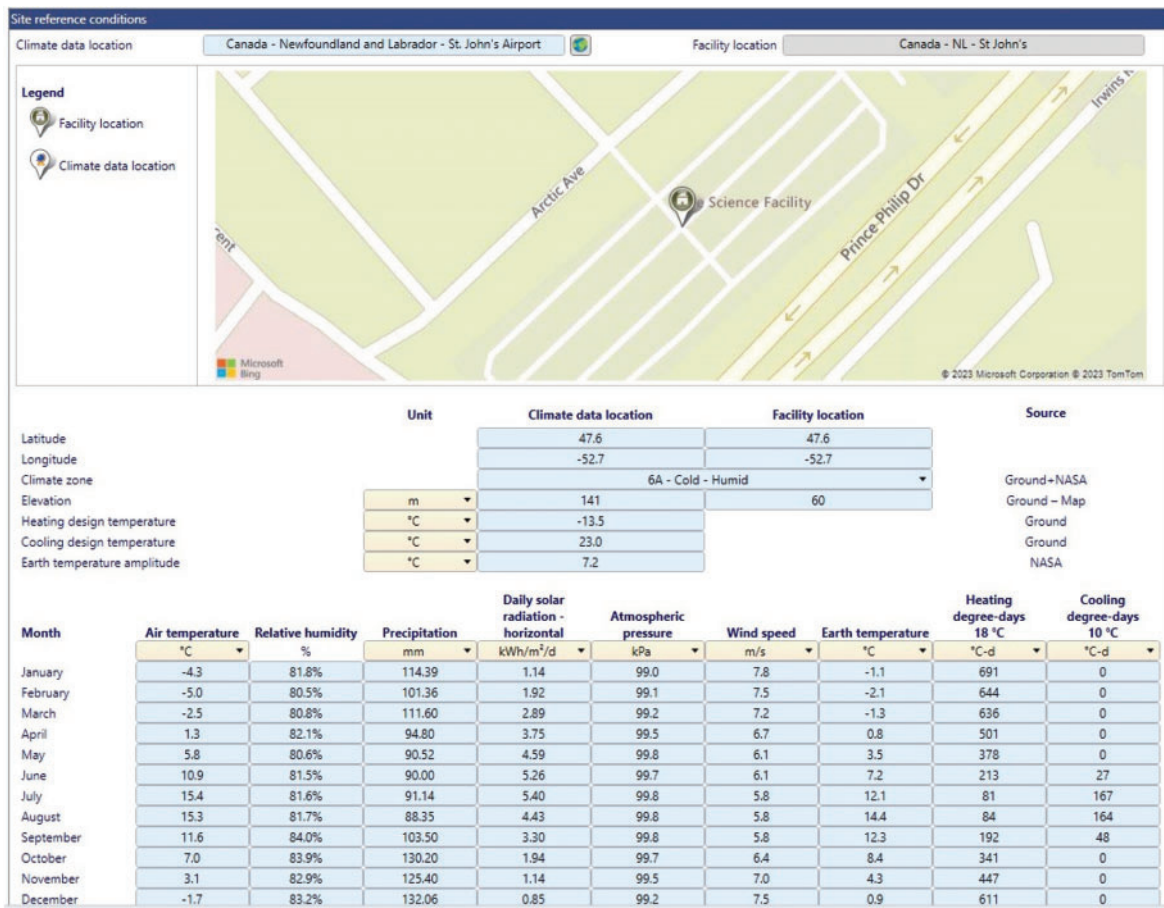 Site reference conditions
Climate data location Canada - Newfoundland and Labrador - St. John's Airport Facility location Canada - NL - St John's
Legend
Facility location
Climate data location
Arctic Ave
Science Facility
Prince Philip Dr
Irwins
ent
Microsoft
Bing
© 2023 Microsoft Corporation © 2023 TomTom
Unit Climate data location Facility location Source
Latitude 47.6 47.6
Longitude -52.7 -52.7
Climate zone 6A - Cold - Humid Ground+NASA
Elevation m 141 60 Ground – Map
Heating design temperature °C -13.5 Ground
Cooling design temperature °C 23.0 Ground
Earth temperature amplitude °C 7.2 NASA
Month Air temperature Relative humidity Precipitation Daily solar radiation - horizontal Atmospheric pressure Wind speed Earth temperature Heating degree-days 18 °C Cooling degree-days 10 °C
°C % mm kWh/m²/d kPa m/s °C °C-d °C-d
January -4.3 81.8% 114.39 1.14 99.0 7.8 -1.1 691 0
February -5.0 80.5% 101.36 1.92 99.1 7.5 -2.1 644 0
March -2.5 80.8% 111.60 2.89 99.2 7.2 -1.3 636 0
April 1.3 82.1% 94.80 3.75 99.5 6.7 0.8 501 0
May 5.8 80.6% 90.52 4.59 99.8 6.1 3.5 378 0
June 10.9 81.5% 90.00 5.26 99.7 6.1 7.2 213 27
July 15.4 81.6% 91.14 5.40 99.8 5.8 12.1 81 167
August 15.3 81.7% 88.35 4.43 99.8 5.8 14.4 84 164
September 11.6 84.0% 103.50 3.30 99.8 5.8 12.3 192 48
October 7.0 83.9% 130.20 1.94 99.7 6.4 8.4 341 0
November 3.1 82.9% 125.40 1.14 99.5 7.0 4.3 447 0
December -1.7 83.2% 132.06 0.85 99.2 7.5 0.9 611 0